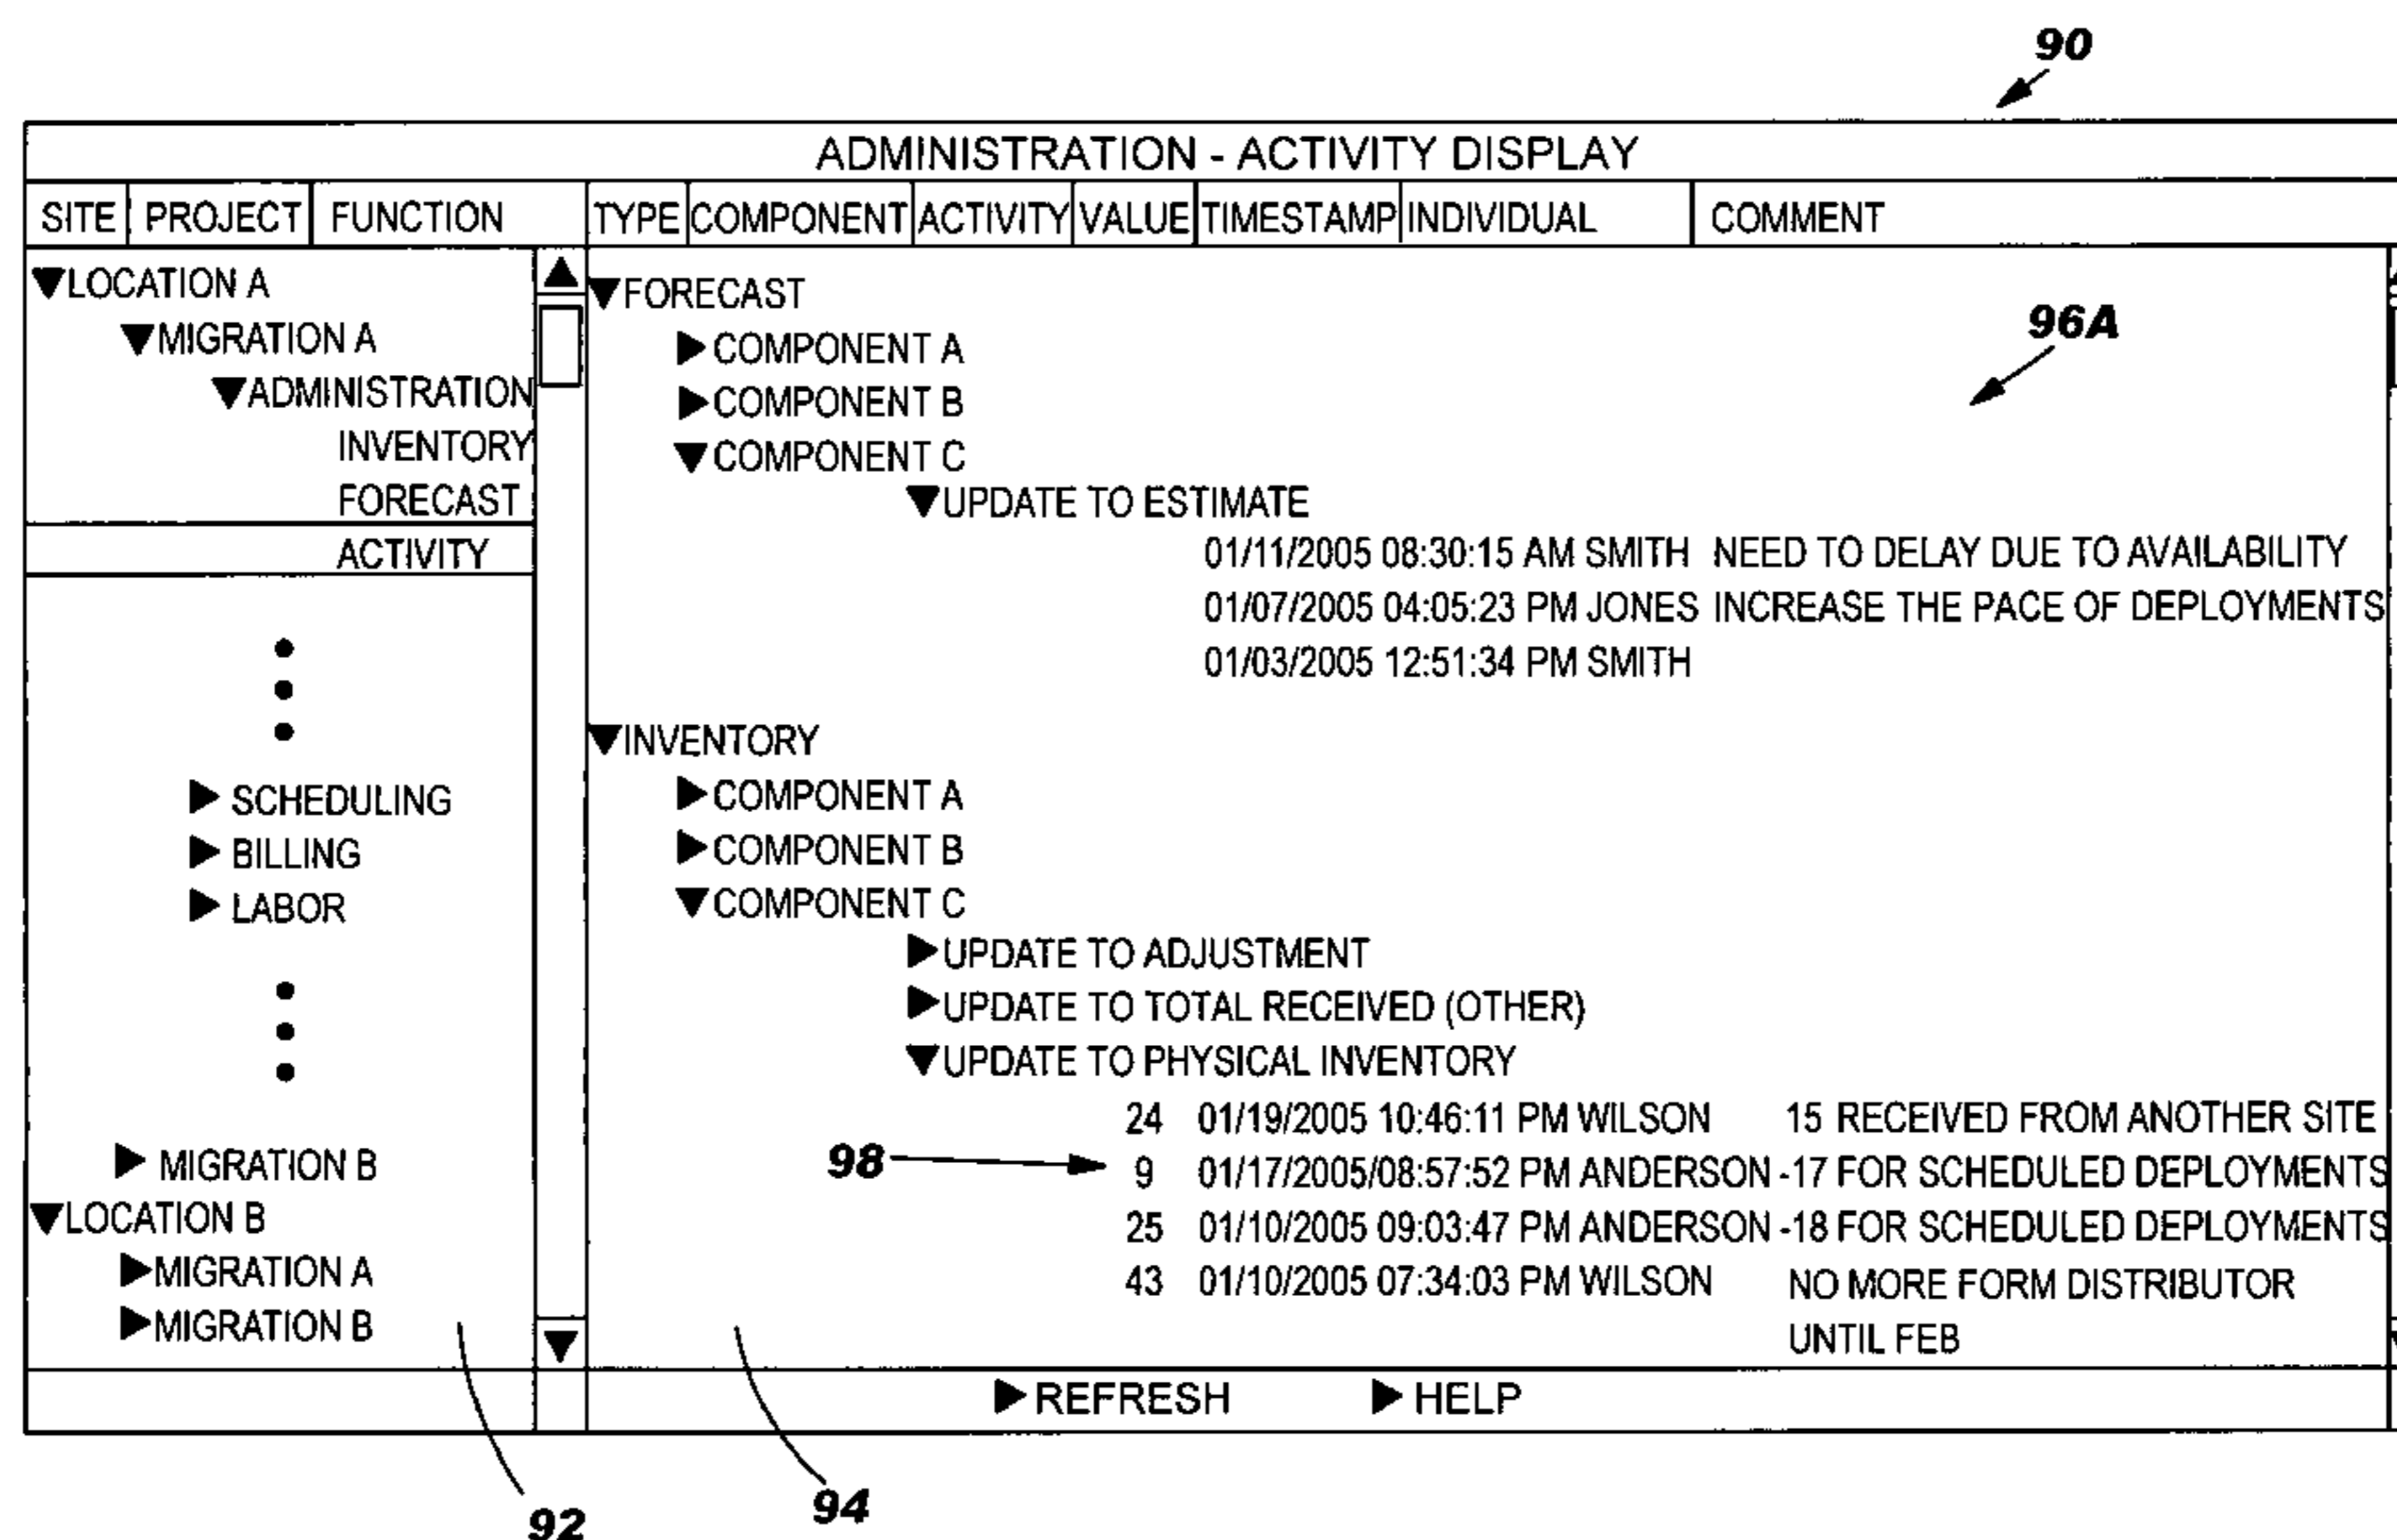 90
ADMINISTRATION - ACTIVITY DISPLAY
SITE PROJECT FUNCTION TYPE COMPONENT ACTIVITY VALUE TIMESTAMP INDIVIDUAL COMMENT
▼LOCATION A
▼MIGRATION A
▼ADMINISTRATION
INVENTORY
FORECAST
ACTIVITY
▶ SCHEDULING
▶ BILLING
▶ LABOR
▶ MIGRATION B
▼LOCATION B
▶MIGRATION A
▶MIGRATION B
▼FORECAST
96A
▶COMPONENT A
▶COMPONENT B
▼COMPONENT C
▼UPDATE TO ESTIMATE
01/11/2005 08:30:15 AM SMITH NEED TO DELAY DUE TO AVAILABILITY
01/07/2005 04:05:23 PM JONES INCREASE THE PACE OF DEPLOYMENTS
01/03/2005 12:51:34 PM SMITH
▼INVENTORY
▶COMPONENT A
▶COMPONENT B
▼COMPONENT C
▶UPDATE TO ADJUSTMENT
▶UPDATE TO TOTAL RECEIVED (OTHER)
▼UPDATE TO PHYSICAL INVENTORY
24 01/19/2005 10:46:11 PM WILSON 15 RECEIVED FROM ANOTHER SITE
98 9 01/17/2005/08:57:52 PM ANDERSON -17 FOR SCHEDULED DEPLOYMENTS
25 01/10/2005 09:03:47 PM ANDERSON -18 FOR SCHEDULED DEPLOYMENTS
43 01/10/2005 07:34:03 PM WILSON NO MORE FORM DISTRIBUTOR
UNTIL FEB
▶REFRESH ▶HELP
92 94